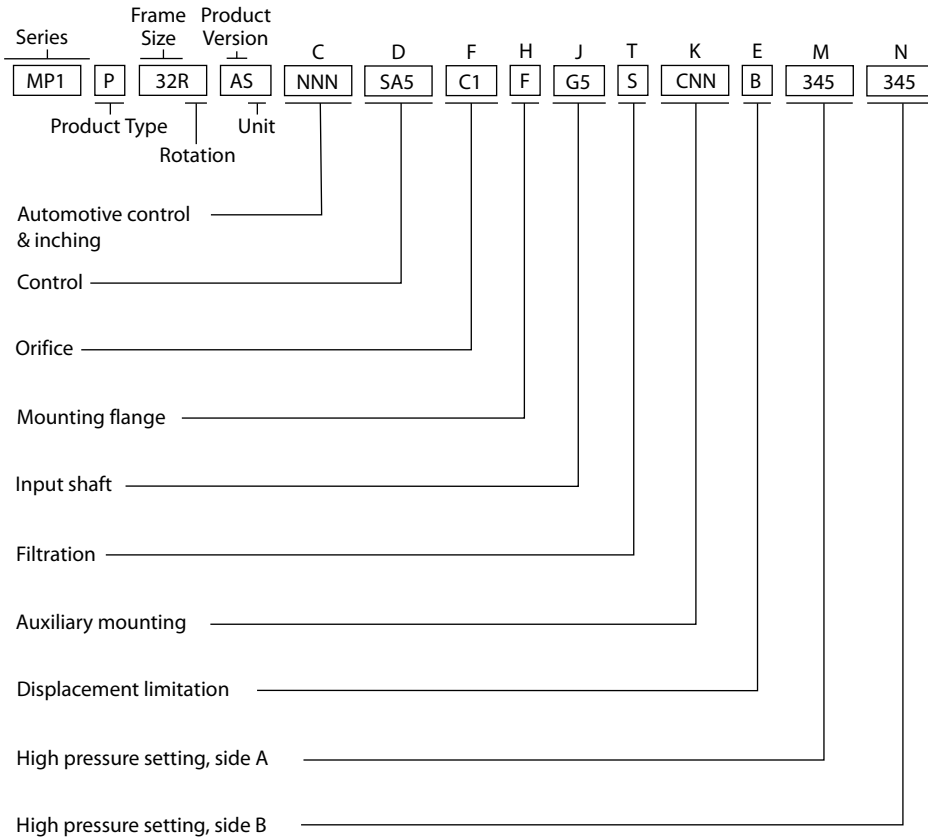 Frame Product
Series Size Version C D F H J T K E M N
MP1 P 32R AS NNN SA5 C1 F G5 S CNN B 345 345
Product Type Unit
Rotation
Automotive control
& inching
Control
Orifice
Mounting flange
Input shaft
Filtration
Auxiliary mounting
Displacement limitation
High pressure setting, side A
High pressure setting, side B